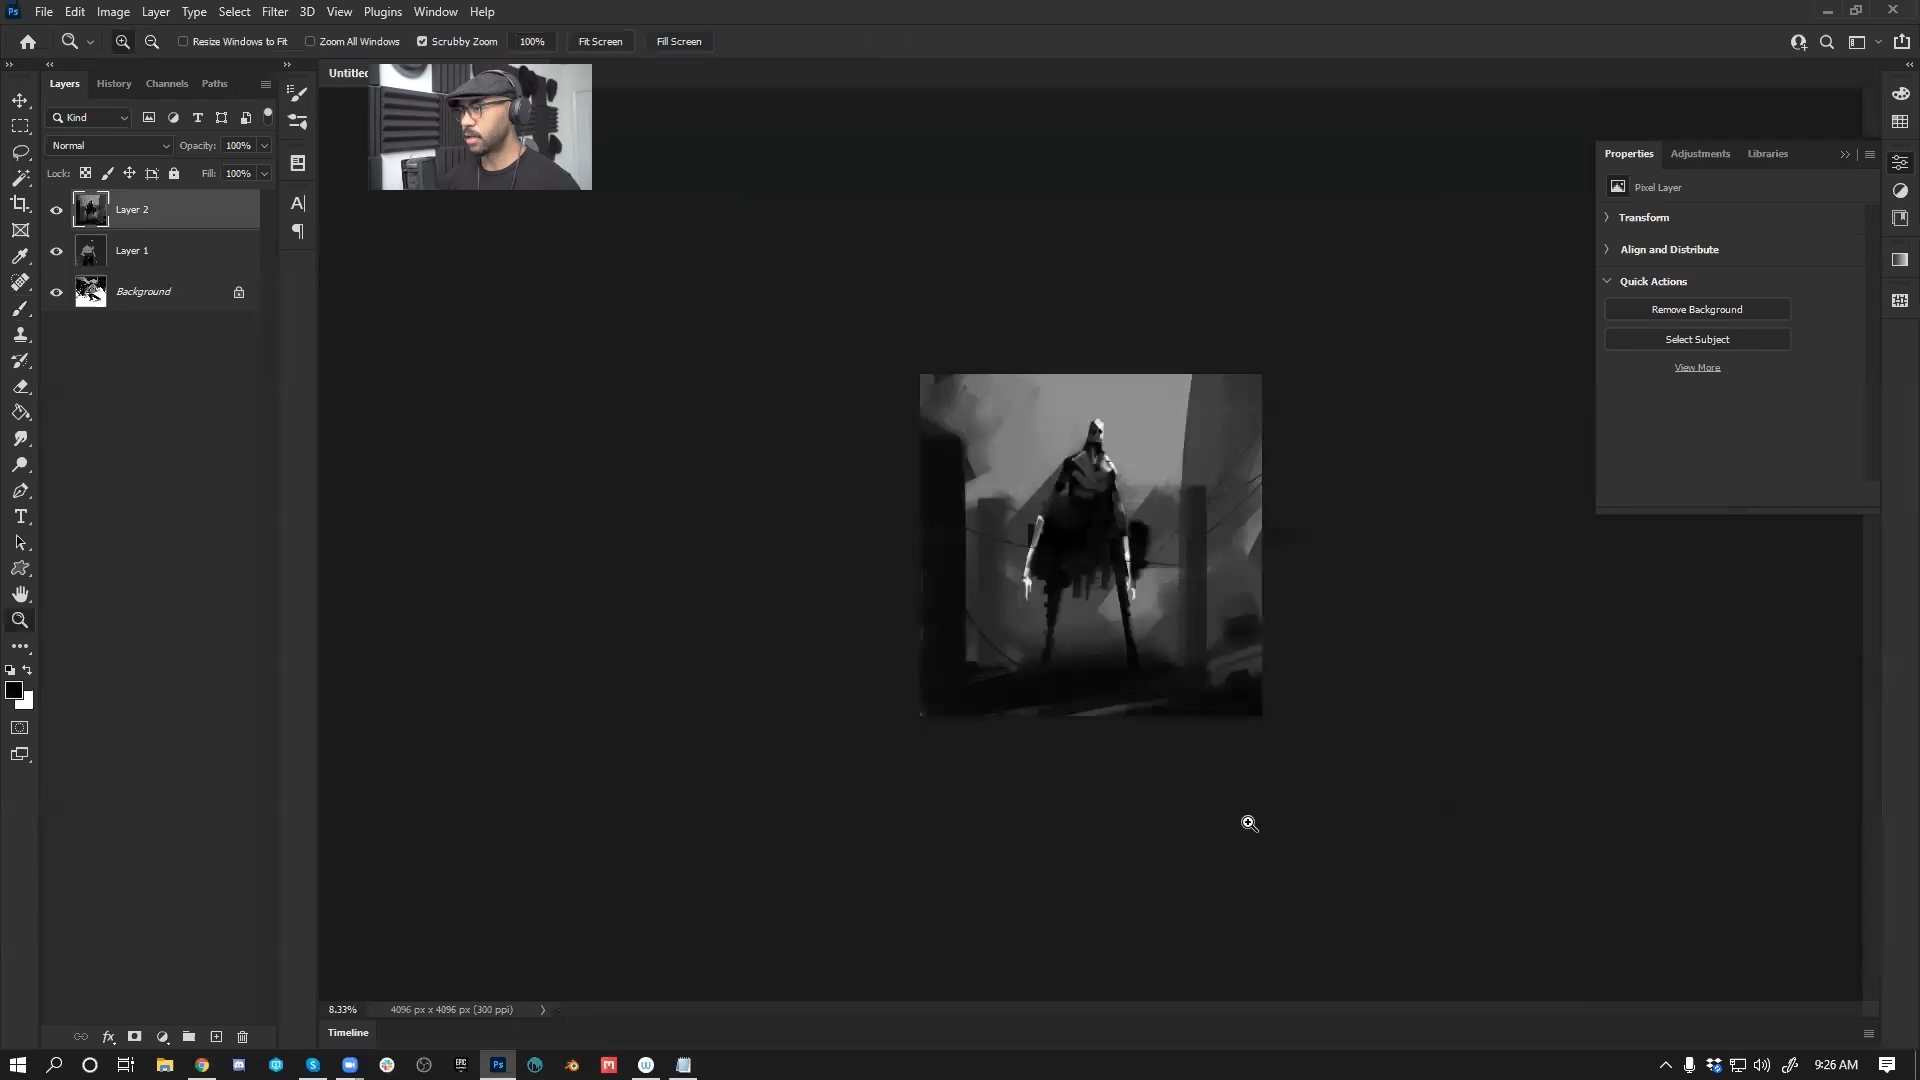 Ps File Edit Image Layer Type Select Filter 3D View Plugins Window Help
Resize Windows to Fit Zoom All Windows Scrubby Zoom 100% Fit Screen Fill Screen
Layers History Channels Paths
Untitled
Kind
Normal Opacity: 100%
Lock: Fill: 100%
Layer 2
Layer 1
Background
Properties Adjustments Libraries
Pixel Layer
Transform
Align and Distribute
Quick Actions
Remove Background
Select Subject
View More
8.33% 4096 px x 4096 px (300 ppi)
Timeline
9:26 AM